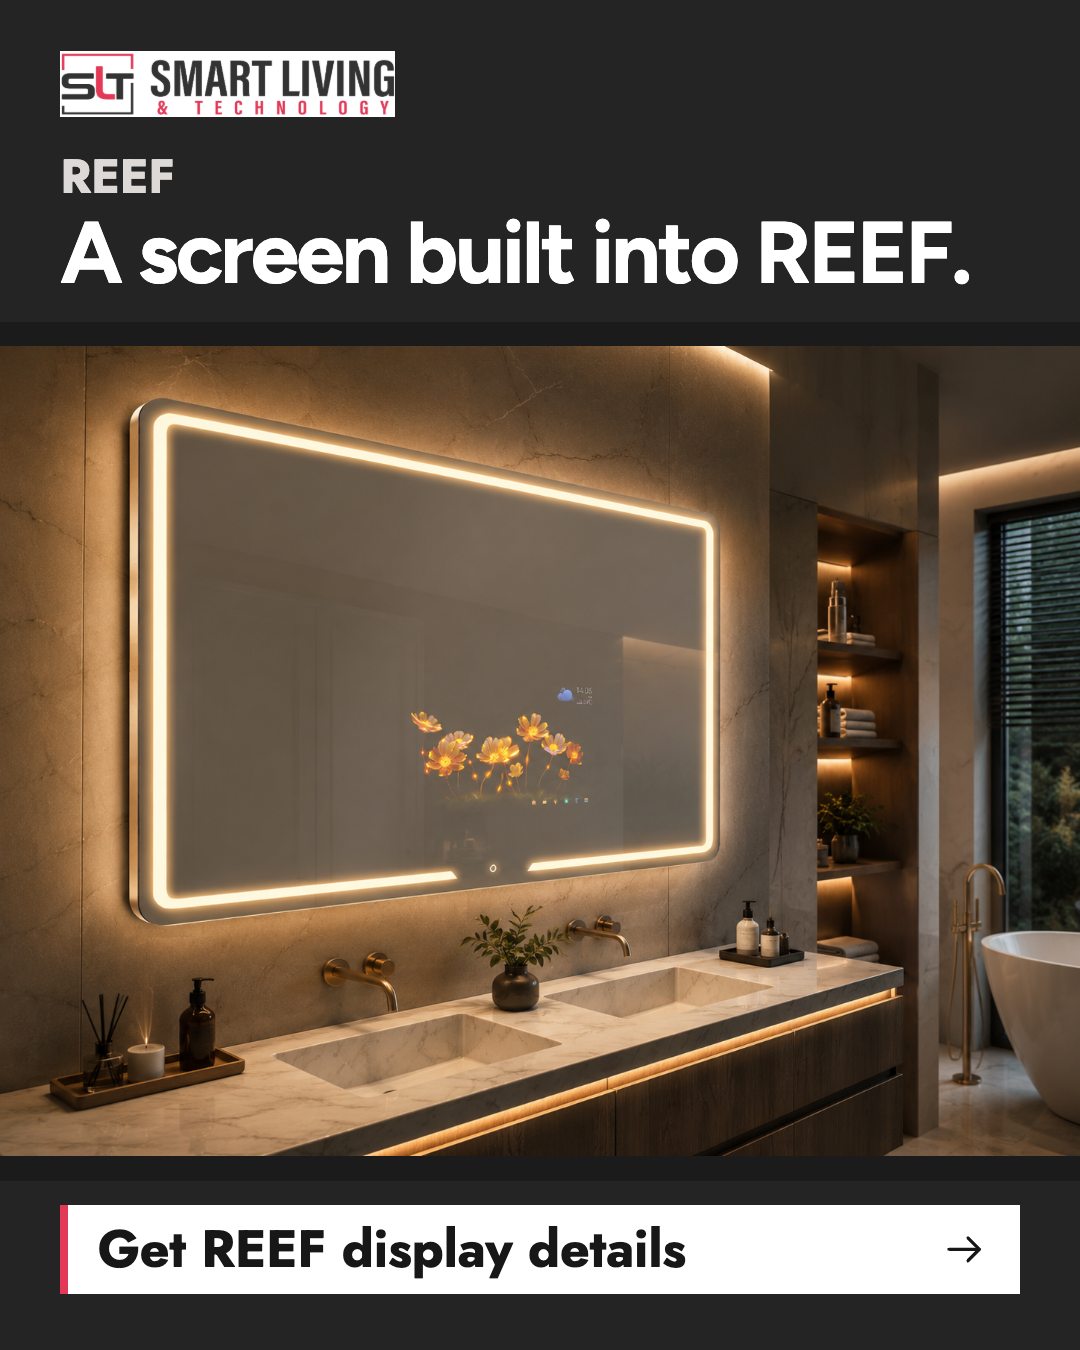 SLT SMART LIVING
& TECHNOLOGY
REEF
A screen built into REEF.
Get REEF display details